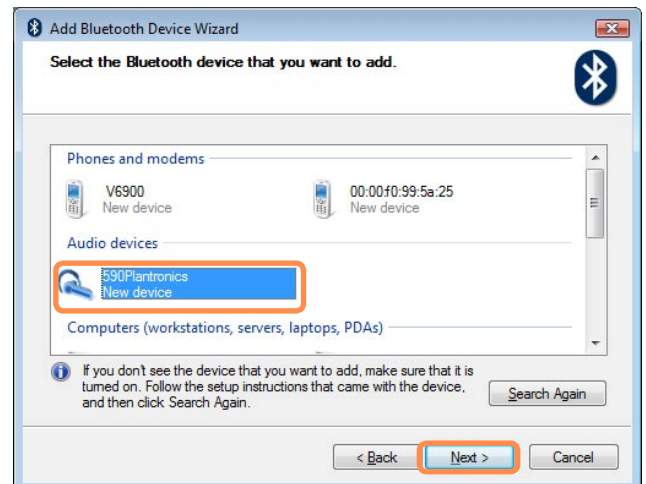 Add Bluetooth Device Wizard
Select the Bluetooth device that you want to add.
Phones and modems
V6900
New device
00:00:f0:99:5a:25
New device
Audio devices
590Plantronics
New device
Computers (workstations, servers, laptops, PDAs)
If you don't see the device that you want to add, make sure that it is
turned on. Follow the setup instructions that came with the device,
and then click Search Again.
Search Again
< Back
Next >
Cancel